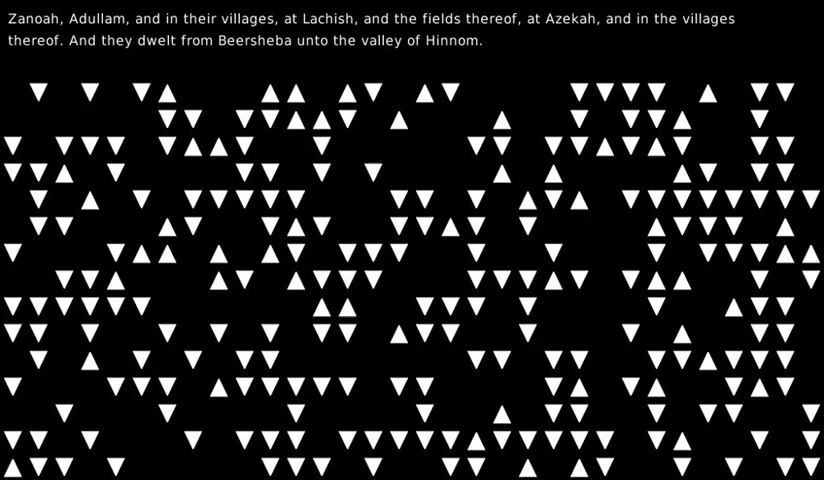 Zanoah, Adullam, and in their villages, at Lachish, and the fields thereof, at Azekah, and in the villages
thereof. And they dwelt from Beersheba unto the valley of Hinnom.